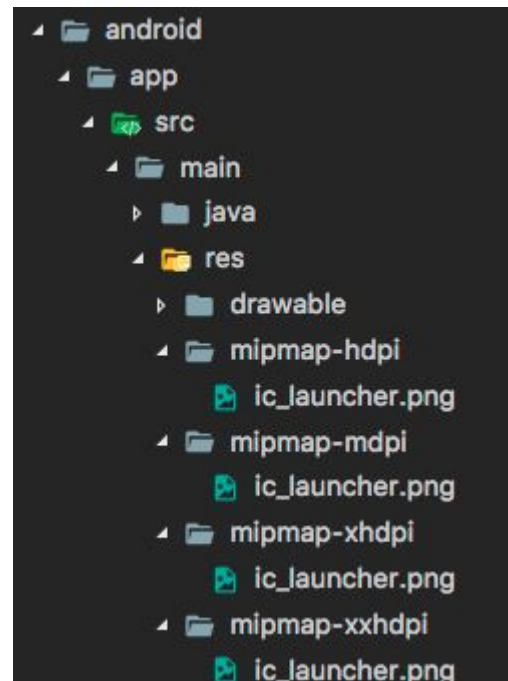 android
app
src
main
java
res
drawable
mipmap-hdpi
ic_launcher.png
mipmap-mdpi
ic_launcher.png
mipmap-xhdpi
ic_launcher.png
mipmap-xxhdpi
ic_launcher.png